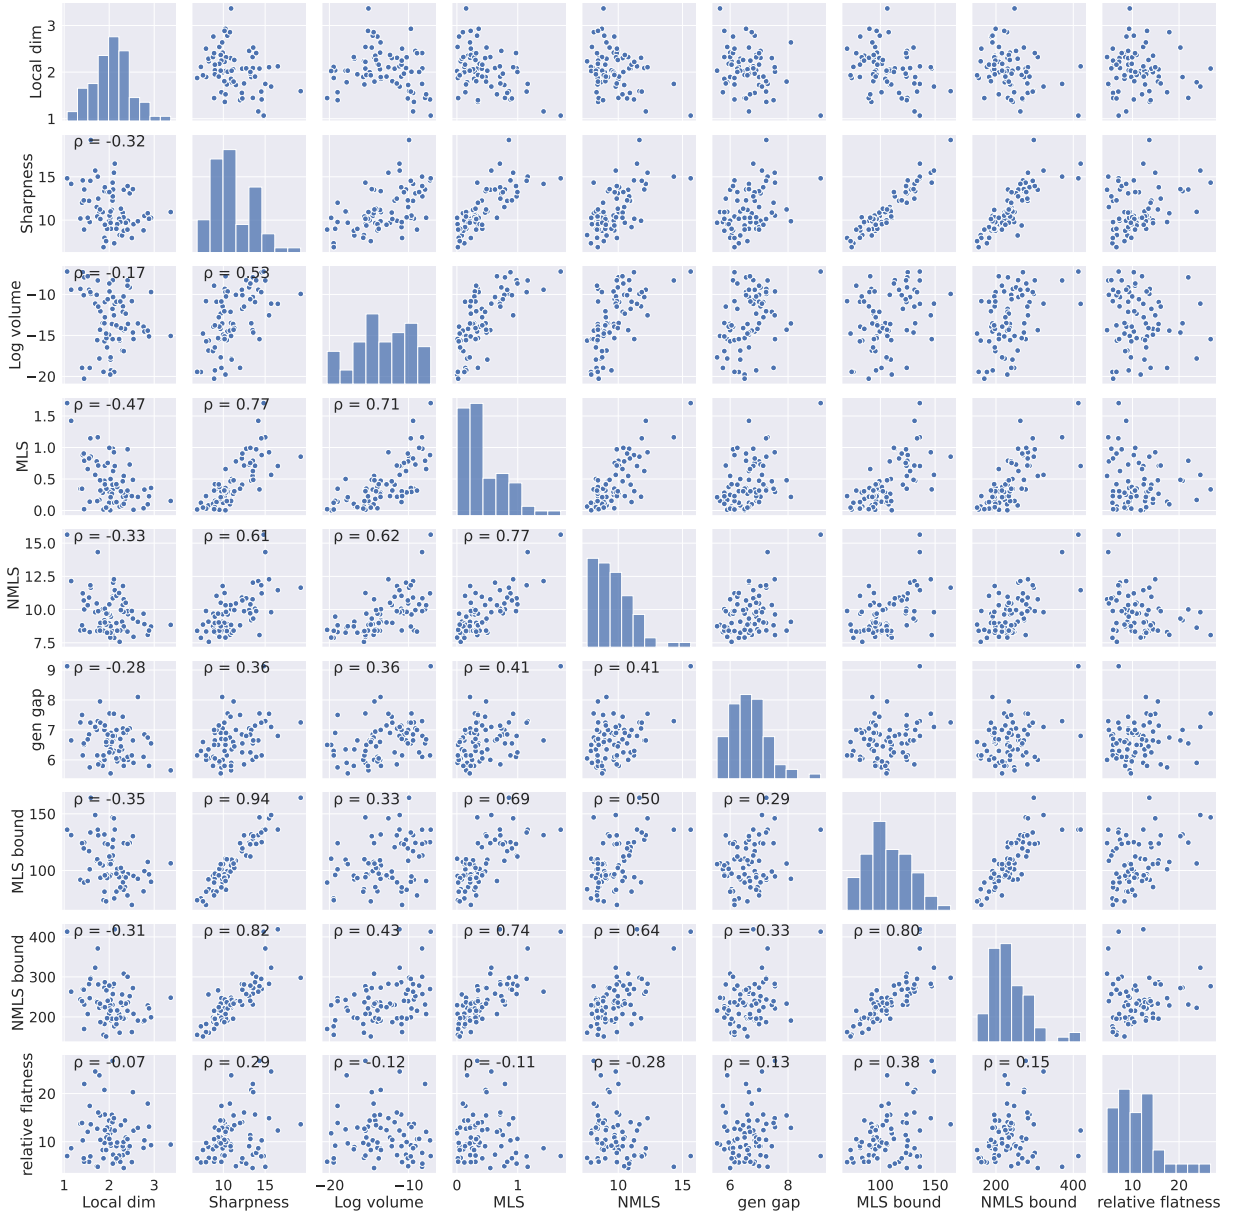 Local dim
3
2
1
ρ = -0.32
Sharpness
15
10
ρ = -0.17
ρ = 0.53
Log volume
−10
−15
−20
ρ = -0.47
ρ = 0.77
ρ = 0.71
MLS
1.5
1.0
0.5
0.0
ρ = -0.33
ρ = 0.61
ρ = 0.62
ρ = 0.77
NMLS
15.0
12.5
10.0
7.5
ρ = -0.28
ρ = 0.36
ρ = 0.36
ρ = 0.41
ρ = 0.41
gen gap
9
8
7
6
ρ = -0.35
ρ = 0.94
ρ = 0.33
ρ = 0.69
ρ = 0.50
ρ = 0.29
MLS bound
150
100
ρ = -0.31
ρ = 0.82
ρ = 0.43
ρ = 0.74
ρ = 0.64
ρ = 0.33
ρ = 0.80
NMLS bound
400
300
200
ρ = -0.07
ρ = 0.29
ρ = -0.12
ρ = -0.11
ρ = -0.28
ρ = 0.13
ρ = 0.38
ρ = 0.15
relative flatness
20
10
1 2 3
10 15
−20 −10
0 1
10 15
6 8
100 150
200 400
10 20
Local dim
Sharpness
Log volume
MLS
NMLS
gen gap
MLS bound
NMLS bound
relative flatness